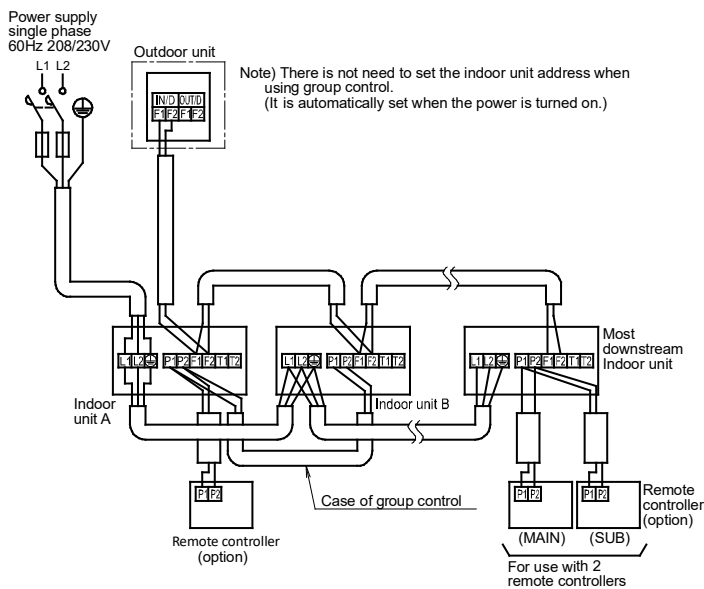 Power supply
single phase
60Hz 208/230V
L1 L2
Outdoor unit
IN/D OUT/D
F1 F2 F1 F2
Note) There is not need to set the indoor unit address when
using group control.
(It is automatically set when the power is turned on.)
L1 L2 P1 P2 F1 F2 T1 T2
L1 L2 P1 P2 F1 F2 T1 T2
L1 L2 P1 P2 F1 F2 T1 T2
Most
downstream
Indoor unit
Indoor
unit A
Indoor unit B
Case of group control
P1 P2
Remote controller
(option)
P1 P2
P1 P2
Remote
controller
(option)
(MAIN) (SUB)
For use with 2
remote controllers